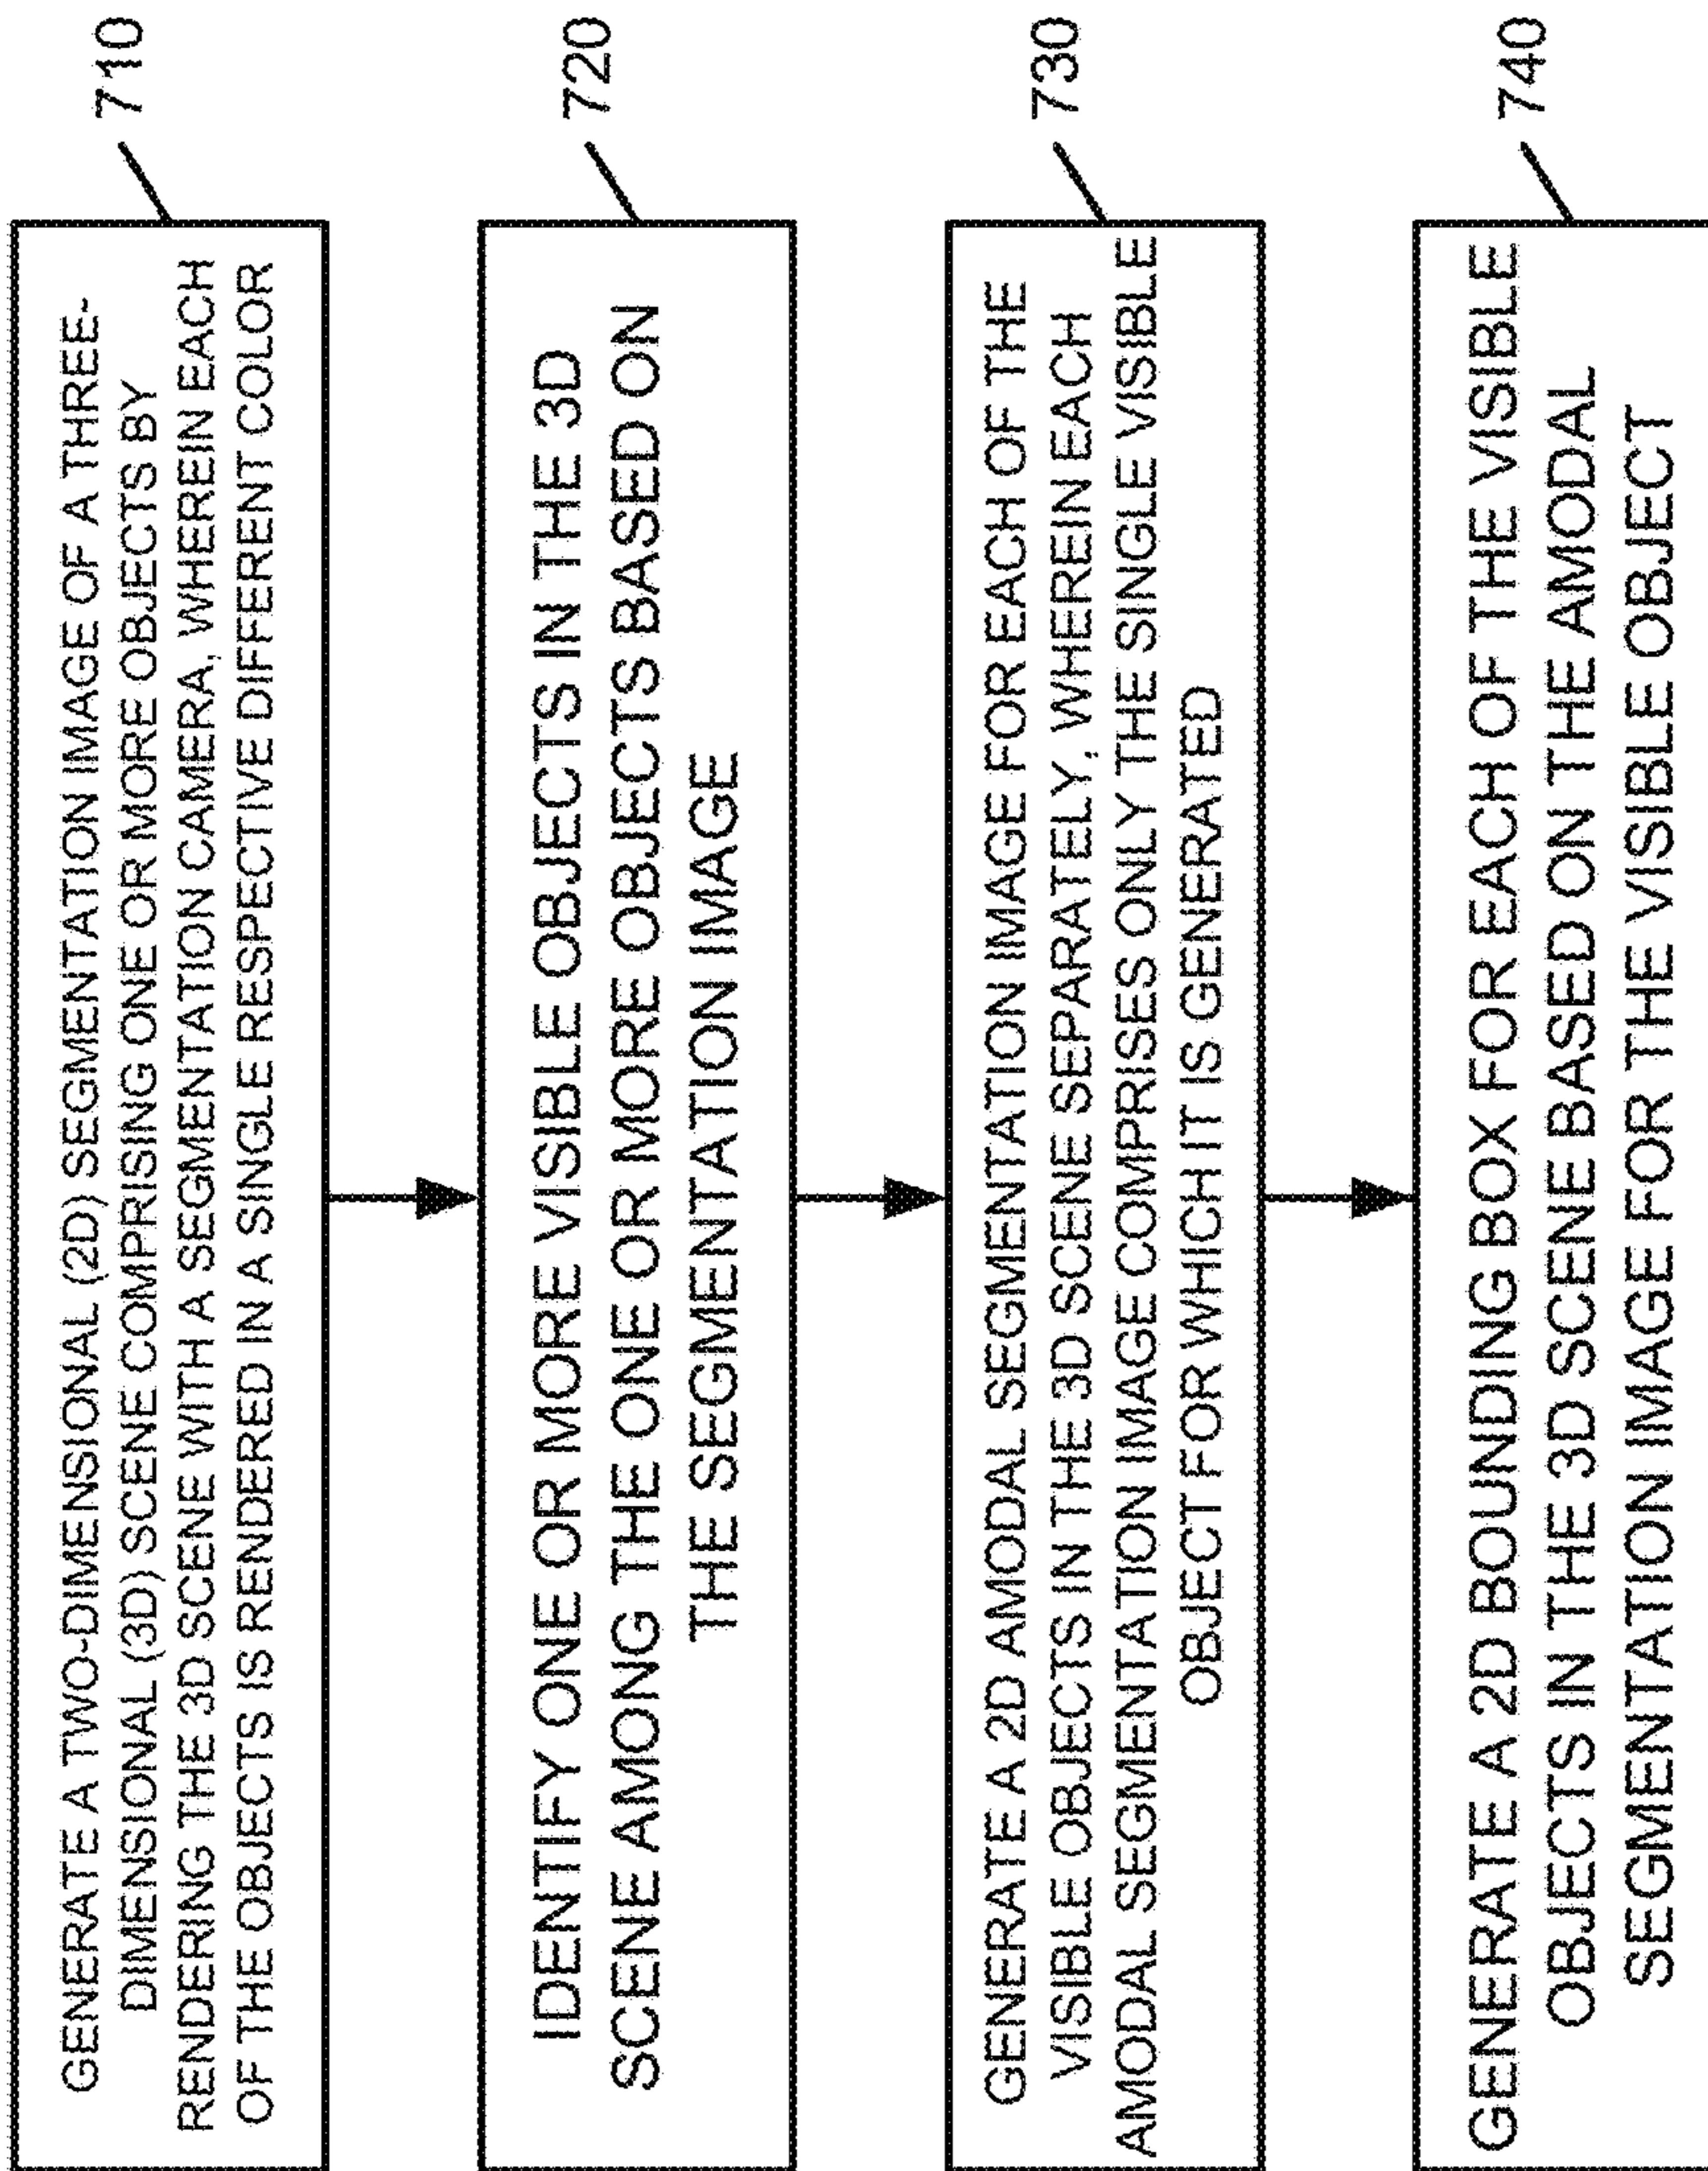 GENERATE A TWO-DIMENSIONAL (2D) SEGMENTATION IMAGE OF A THREE-
DIMENSIONAL (3D) SCENE COMPRISING ONE OR MORE OBJECTS BY
RENDERING THE 3D SCENE WITH A SEGMENTATION CAMERA, WHEREIN EACH
OF THE OBJECTS IS RENDERED IN A SINGLE RESPECTIVE DIFFERENT COLOR
710
IDENTIFY ONE OR MORE VISIBLE OBJECTS IN THE 3D
SCENE AMONG THE ONE OR MORE OBJECTS BASED ON
THE SEGMENTATION IMAGE
720
GENERATE A 2D AMODAL SEGMENTATION IMAGE FOR EACH OF THE
VISIBLE OBJECTS IN THE 3D SCENE SEPARATELY, WHEREIN EACH
AMODAL SEGMENTATION IMAGE COMPRISES ONLY THE SINGLE VISIBLE
OBJECT FOR WHICH IT IS GENERATED
730
GENERATE A 2D BOUNDING BOX FOR EACH OF THE VISIBLE
OBJECTS IN THE 3D SCENE BASED ON THE AMODAL
SEGMENTATION IMAGE FOR THE VISIBLE OBJECT
740